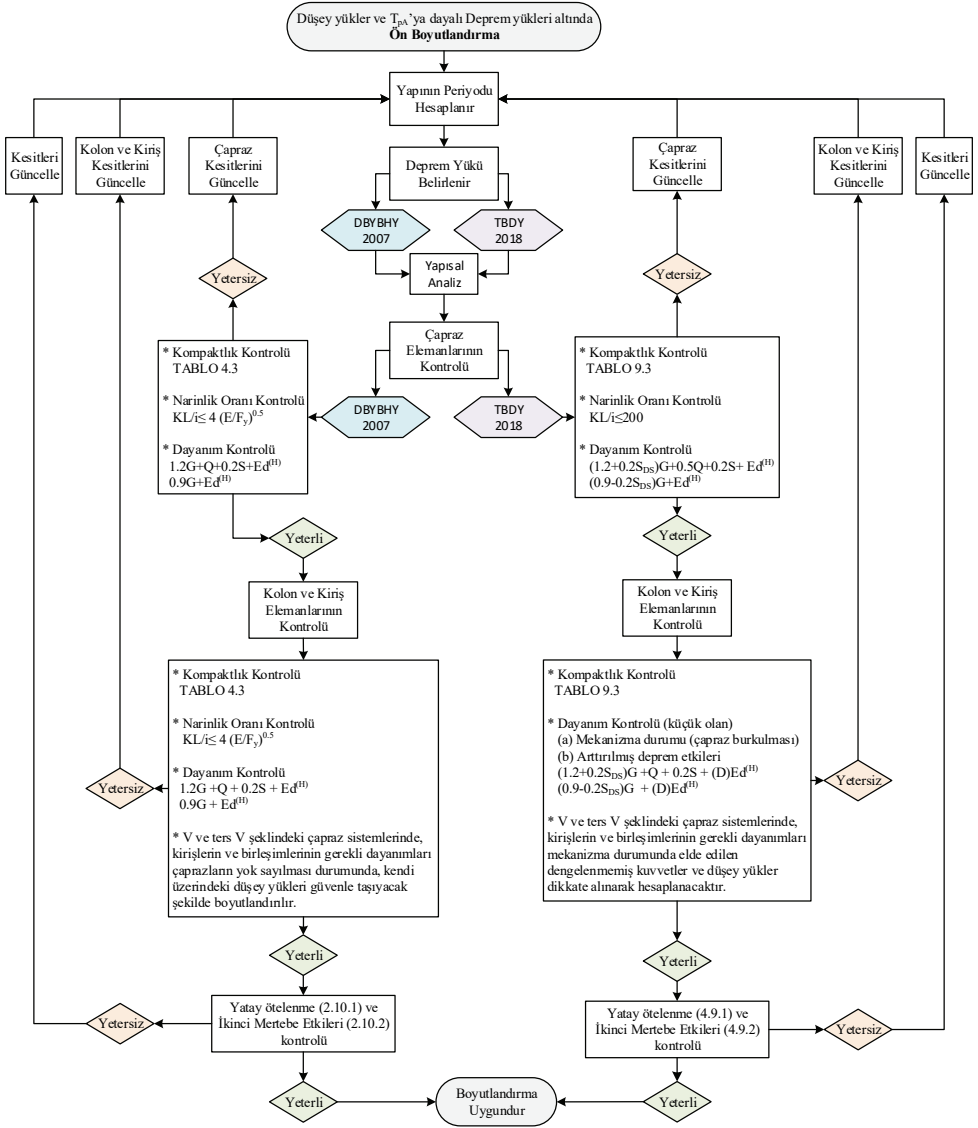 Düşey yükler ve TpA'ya dayalı Deprem yükleri altında
Ön Boyutlandırma
Yapının Periyodu
Hesaplanır
Kesitleri
Güncelle
Kolon ve Kiriş
Kesitlerini
Güncelle
Çapraz
Kesitlerini
Güncelle
Deprem Yükü
Belirlenir
Çapraz
Kesitlerini
Güncelle
Kolon ve Kiriş
Kesitlerini
Güncelle
Kesitleri
Güncelle
DBYBHY
2007
TBDY
2018
Yapısal
Analiz
Yetersiz
Yetersiz
Çapraz
Elemanlarının
Kontrolü
DBYBHY
2007
TBDY
2018
* Kompaktlık Kontrolü
TABLO 4.3
* Narinlik Oranı Kontrolü
KL/i≤ 4 (E/Fy)^0.5
* Dayanım Kontrolü
1.2G+Q+0.2S+Ed^(H)
0.9G+Ed^(H)
* Kompaktlık Kontrolü
TABLO 9.3
* Narinlik Oranı Kontrolü
KL/i≤200
* Dayanım Kontrolü
(1.2+0.2SDS)G+0.5Q+0.2S+ Ed^(H)
(0.9-0.2SDS)G+Ed^(H)
Yeterli
Yeterli
Kolon ve Kiriş
Elemanlarının
Kontrolü
Kolon ve Kiriş
Elemanlarının
Kontrolü
* Kompaktlık Kontrolü
TABLO 4.3
* Narinlik Oranı Kontrolü
KL/i≤ 4 (E/Fy)^0.5
* Dayanım Kontrolü
1.2G +Q + 0.2S + Ed^(H)
0.9G + Ed^(H)
* V ve ters V şeklindeki çapraz sistemlerinde,
kirişlerin ve birleşimlerinin gerekli dayanımları
çaprazların yok sayılması durumunda, kendi
üzerindeki düşey yükleri güvenle taşıyacak
şekilde boyutlandırılır.
Yetersiz
* Kompaktlık Kontrolü
TABLO 9.3
* Dayanım Kontrolü (küçük olan)
(a) Mekanizma durumu (çapraz burkulması)
(b) Arttırılmış deprem etkileri
(1.2+0.2SDS)G +Q + 0.2S + (D)Ed^(H)
(0.9-0.2SDS)G + (D)Ed^(H)
* V ve ters V şeklindeki çapraz sistemlerinde,
kirişlerin ve birleşimlerinin gerekli dayanımları
mekanizma durumunda elde edilen
dengelenmemiş kuvvetler ve düşey yükler
dikkate alınarak hesaplanacaktır.
Yetersiz
Yeterli
Yeterli
Yetersiz
Yatay ötelenme (2.10.1) ve
İkinci Mertebe Etkileri (2.10.2)
kontrolü
Yatay ötelenme (4.9.1) ve
İkinci Mertebe Etkileri (4.9.2)
kontrolü
Yetersiz
Yeterli
Boyutlandırma
Uygundur
Yeterli